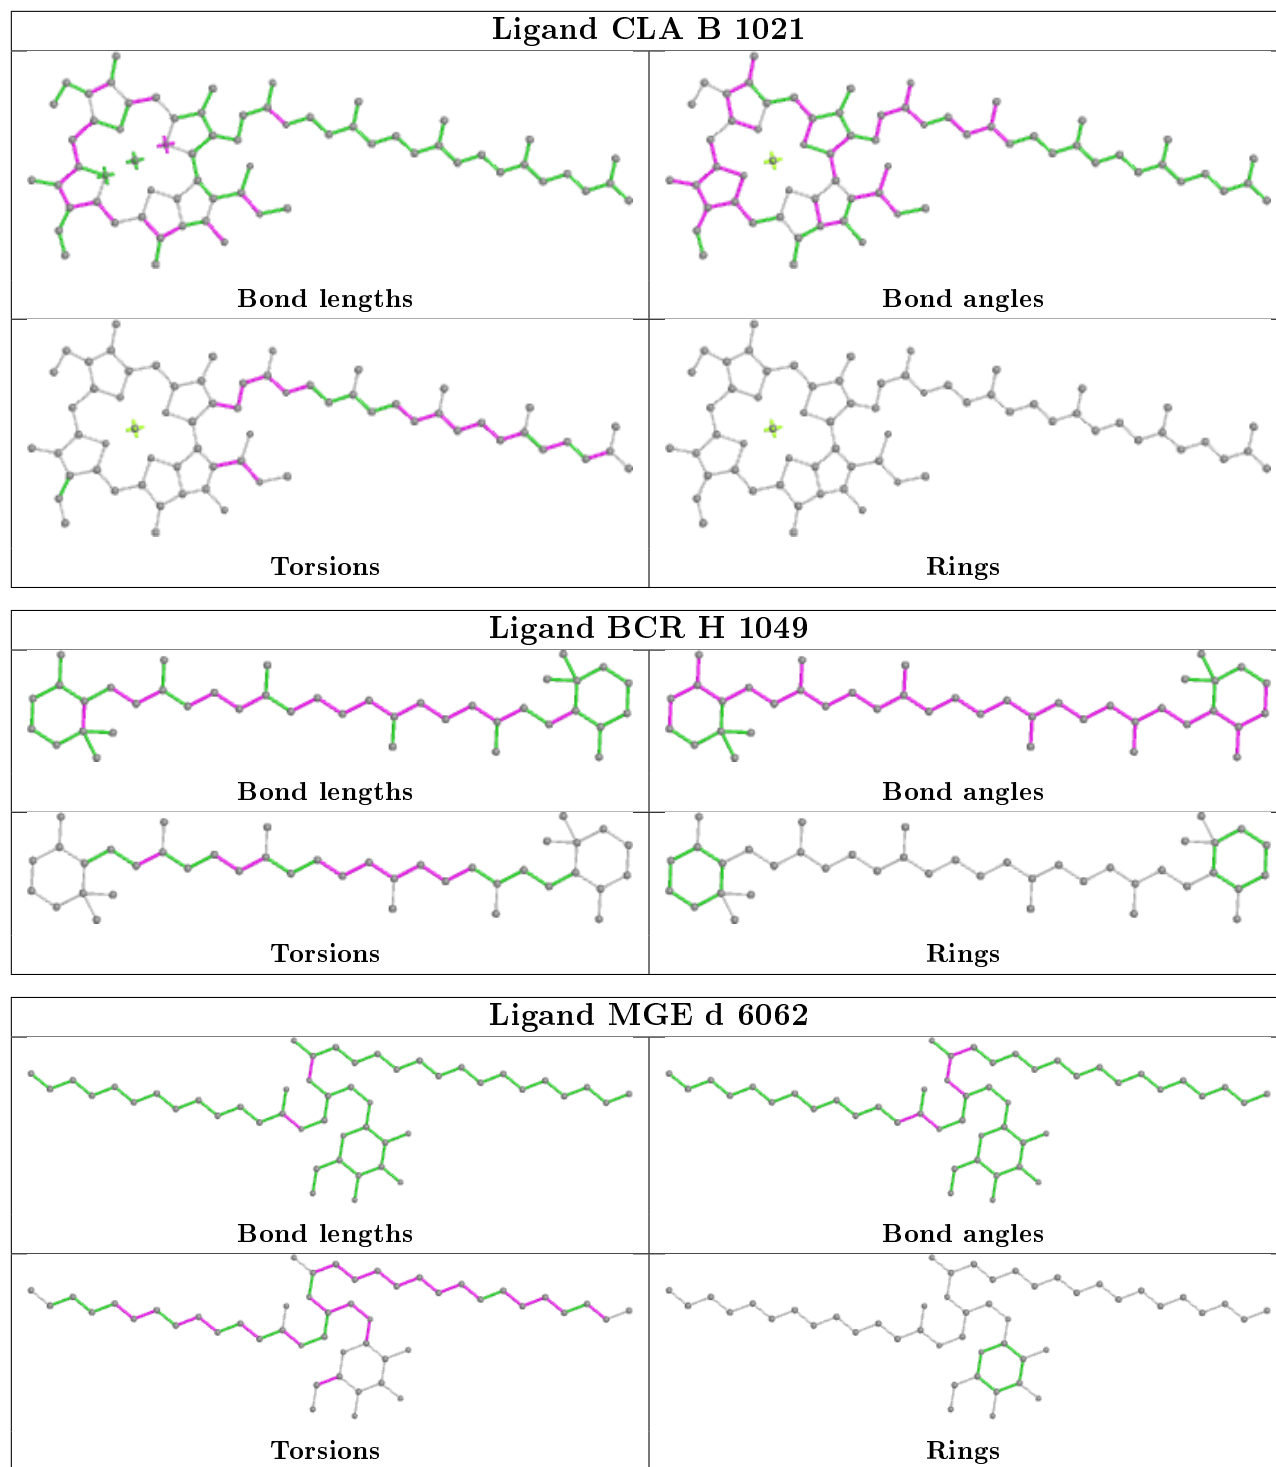 Ligand CLA B 1021
Bond lengths
Bond angles
Torsions
Rings
Ligand BCR H 1049
Bond lengths
Bond angles
Torsions
Rings
Ligand MGE d 6062
Bond lengths
Bond angles
Torsions
Rings